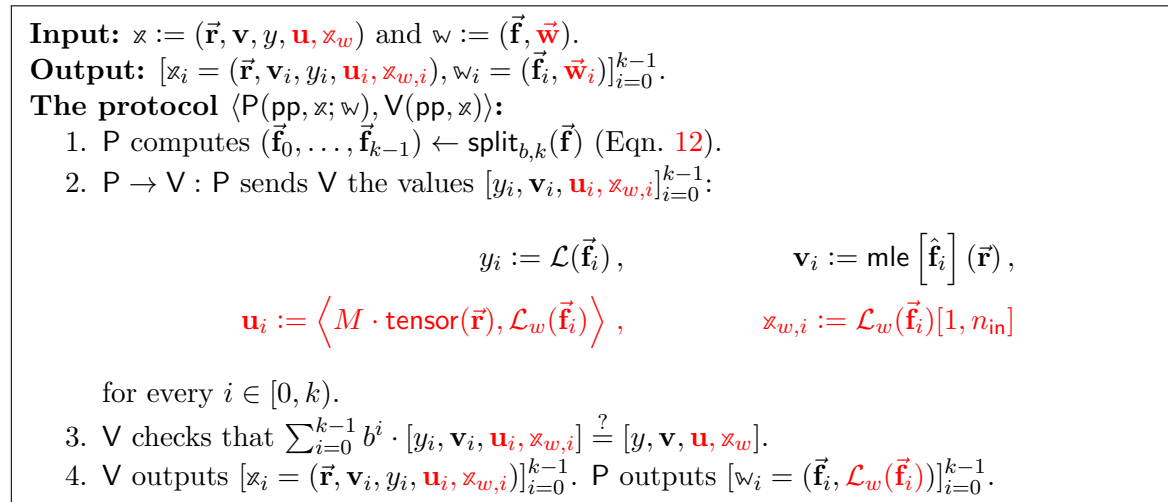 Input: 𝕩 := (r⃗, v, y, u, 𝕩_w) and 𝕨 := (f⃗, w⃗).
Output: [𝕩_i = (r⃗, v_i, y_i, u_i, 𝕩_{w,i}), 𝕨_i = (f⃗_i, w⃗_i)]_{i=0}^{k−1}.
The protocol ⟨P(pp, 𝕩; 𝕨), V(pp, 𝕩)⟩:
1. P computes (f⃗_0, …, f⃗_{k−1}) ← split_{b,k}(f⃗) (Eqn. 12).
2. P → V : P sends V the values [y_i, v_i, u_i, 𝕩_{w,i}]_{i=0}^{k−1}:
y_i := ℒ(f⃗_i), v_i := mle [f̂_i] (r⃗),
u_i := ⟨M · tensor(r⃗), ℒ_w(f⃗_i)⟩, 𝕩_{w,i} := ℒ_w(f⃗_i)[1, n_in]
for every i ∈ [0, k).
3. V checks that ∑_{i=0}^{k−1} b^i · [y_i, v_i, u_i, 𝕩_{w,i}] ≟ [y, v, u, 𝕩_w].
4. V outputs [𝕩_i = (r⃗, v_i, y_i, u_i, 𝕩_{w,i})]_{i=0}^{k−1}. P outputs [𝕨_i = (f⃗_i, ℒ_w(f⃗_i))]_{i=0}^{k−1}.